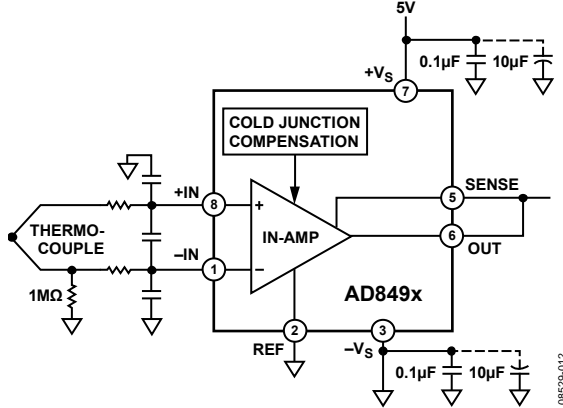 5V
0.1µF
10µF
+VS
7
COLD JUNCTION
COMPENSATION
+IN
8
+
THERMO-
COUPLE
IN-AMP
–IN
1
–
1MΩ
5
SENSE
6
OUT
AD849x
2
REF
3
–VS
0.1µF
10µF
08529-012